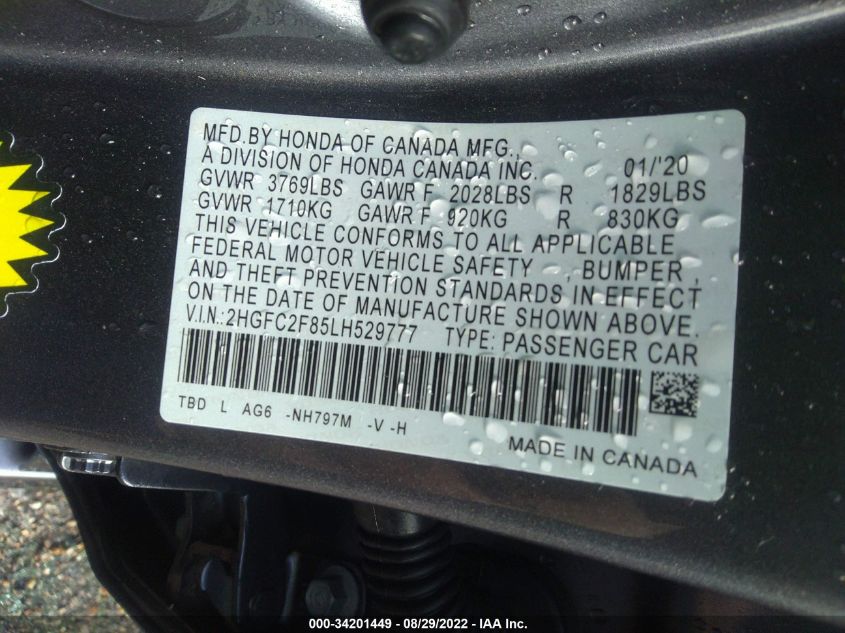 MFD.BY HONDA OF CANADA MFG.,
A DIVISION OF HONDA CANADA INC. 01/'20
GVWR 3769LBS GAWR F 2028LBS R 1829LBS
GVWR 1710KG GAWR F 920KG R 830KG
THIS VEHICLE CONFORMS TO ALL APPLICABLE
FEDERAL MOTOR VEHICLE SAFETY , BUMPER ,
AND THEFT PREVENTION STANDARDS IN EFFECT
ON THE DATE OF MANUFACTURE SHOWN ABOVE.
V.I.N.: 2HGFC2F85LH529777 TYPE: PASSENGER CAR
TBD L AG6 -NH797M -V -H
MADE IN CANADA
000-34201449 - 08/29/2022 - IAA Inc.